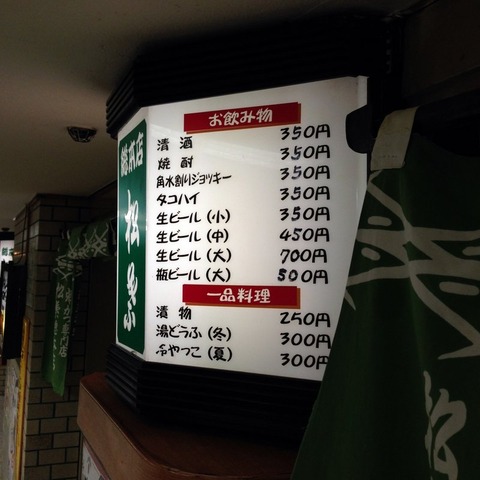 お飲み物
清酒 350円
焼酎 350円
角水割りジョッキー 350円
タコハイ 350円
生ビール(小) 350円
生ビール(中) 450円
生ビール(大) 700円
瓶ビール(大) 500円
一品料理
漬物 250円
湯どうふ(冬) 300円
冷やっこ(夏) 300円
総本店
松葉